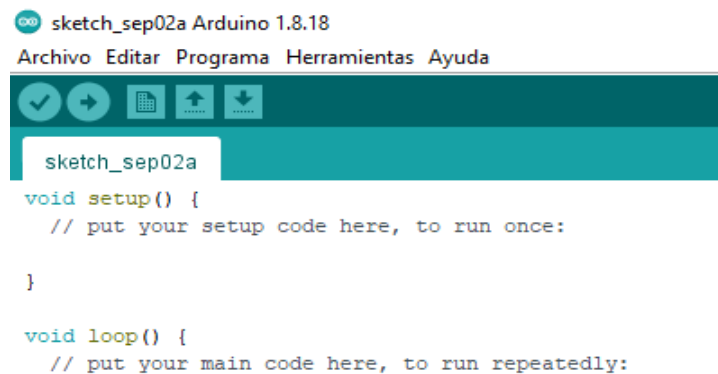 sketch_sep02a Arduino 1.8.18
Archivo Editar Programa Herramientas Ayuda
sketch_sep02a
void setup() {
// put your setup code here, to run once:
}
void loop() {
// put your main code here, to run repeatedly: